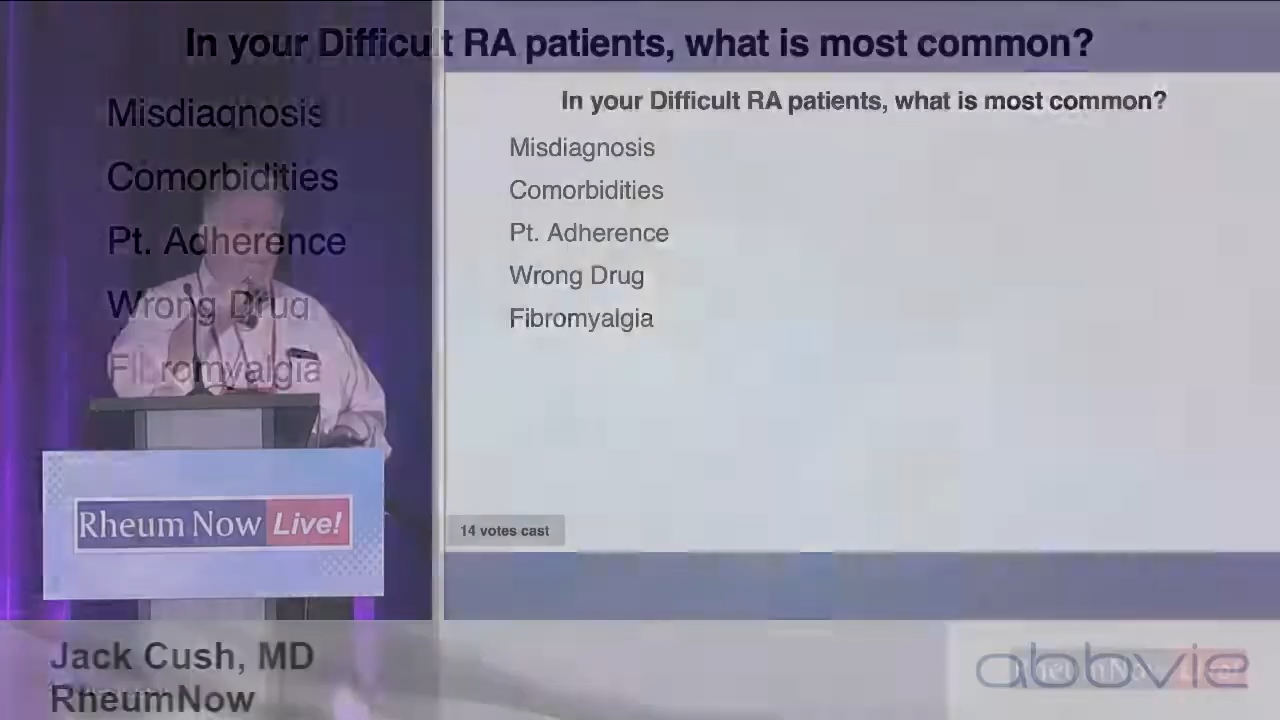 In your Difficult RA patients, what is most common?
Misdiagnosis
Comorbidities
Pt. Adherence
Wrong Drug
Fibromyalgia
In your Difficult RA patients, what is most common?
Misdiagnosis
Comorbidities
Pt. Adherence
Wrong Drug
Fibromyalgia
14 votes cast
Rheum Now Live!
Jack Cush, MD
RheumNow
abbvie